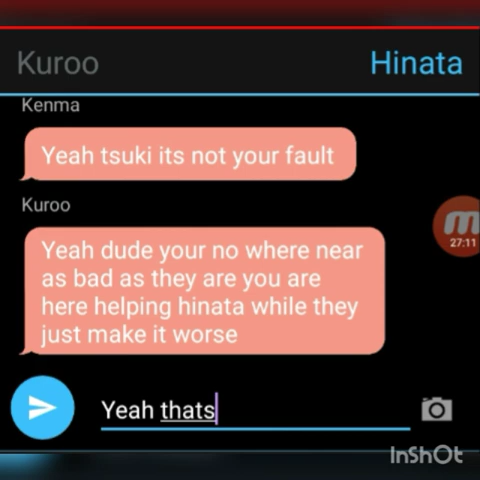 Kuroo Hinata
Kenma
Yeah tsuki its not your fault
Kuroo
Yeah dude your no where near
as bad as they are you are
here helping hinata while they
just make it worse
27:11
Yeah thats
InShOt